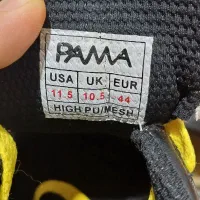 PAMA
USA UK EUR
11.5 10.5 44
HIGH PU/MESH